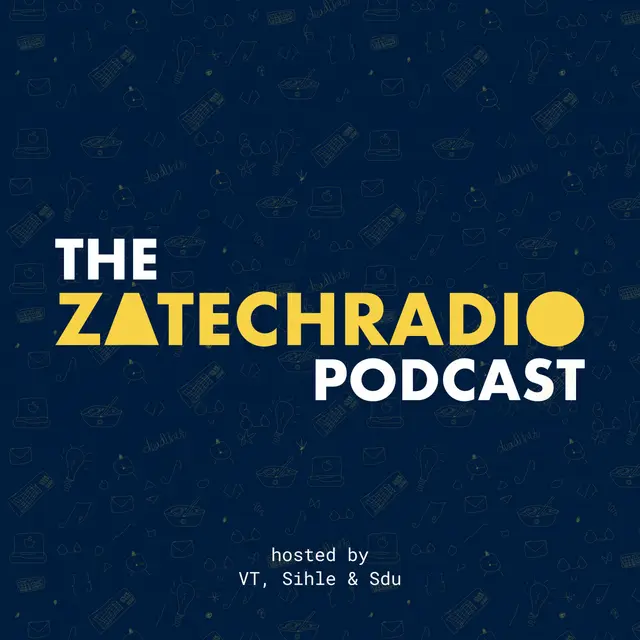 THE
ZATECHRADIO
PODCAST
hosted by
VT, Sihle & Sdu